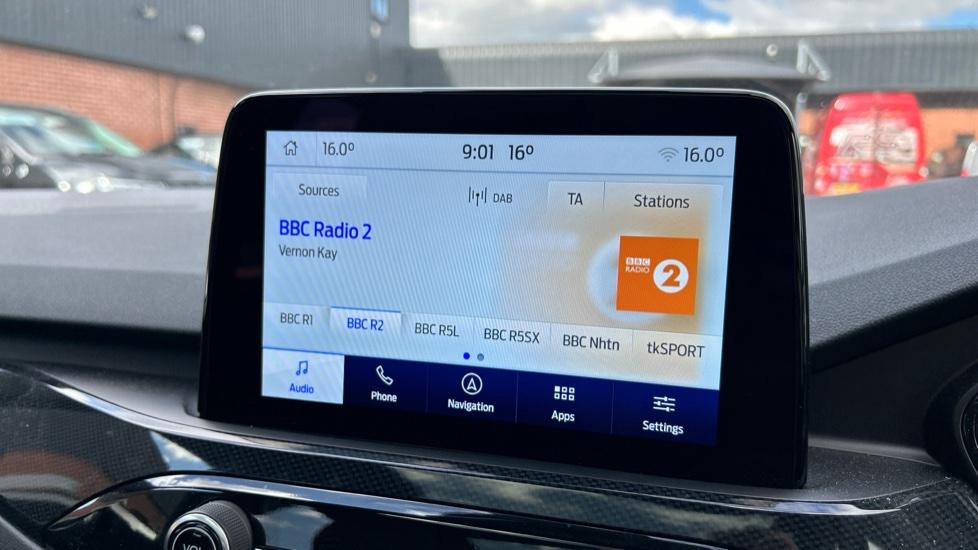 16.0° 9:01 16° 16.0°
Sources DAB TA Stations
BBC Radio 2
Vernon Kay
BBC
RADIO 2
BBC R1 BBC R2 BBC R5L BBC R5SX BBC Nhtn tkSPORT
Audio Phone Navigation Apps Settings
VOL